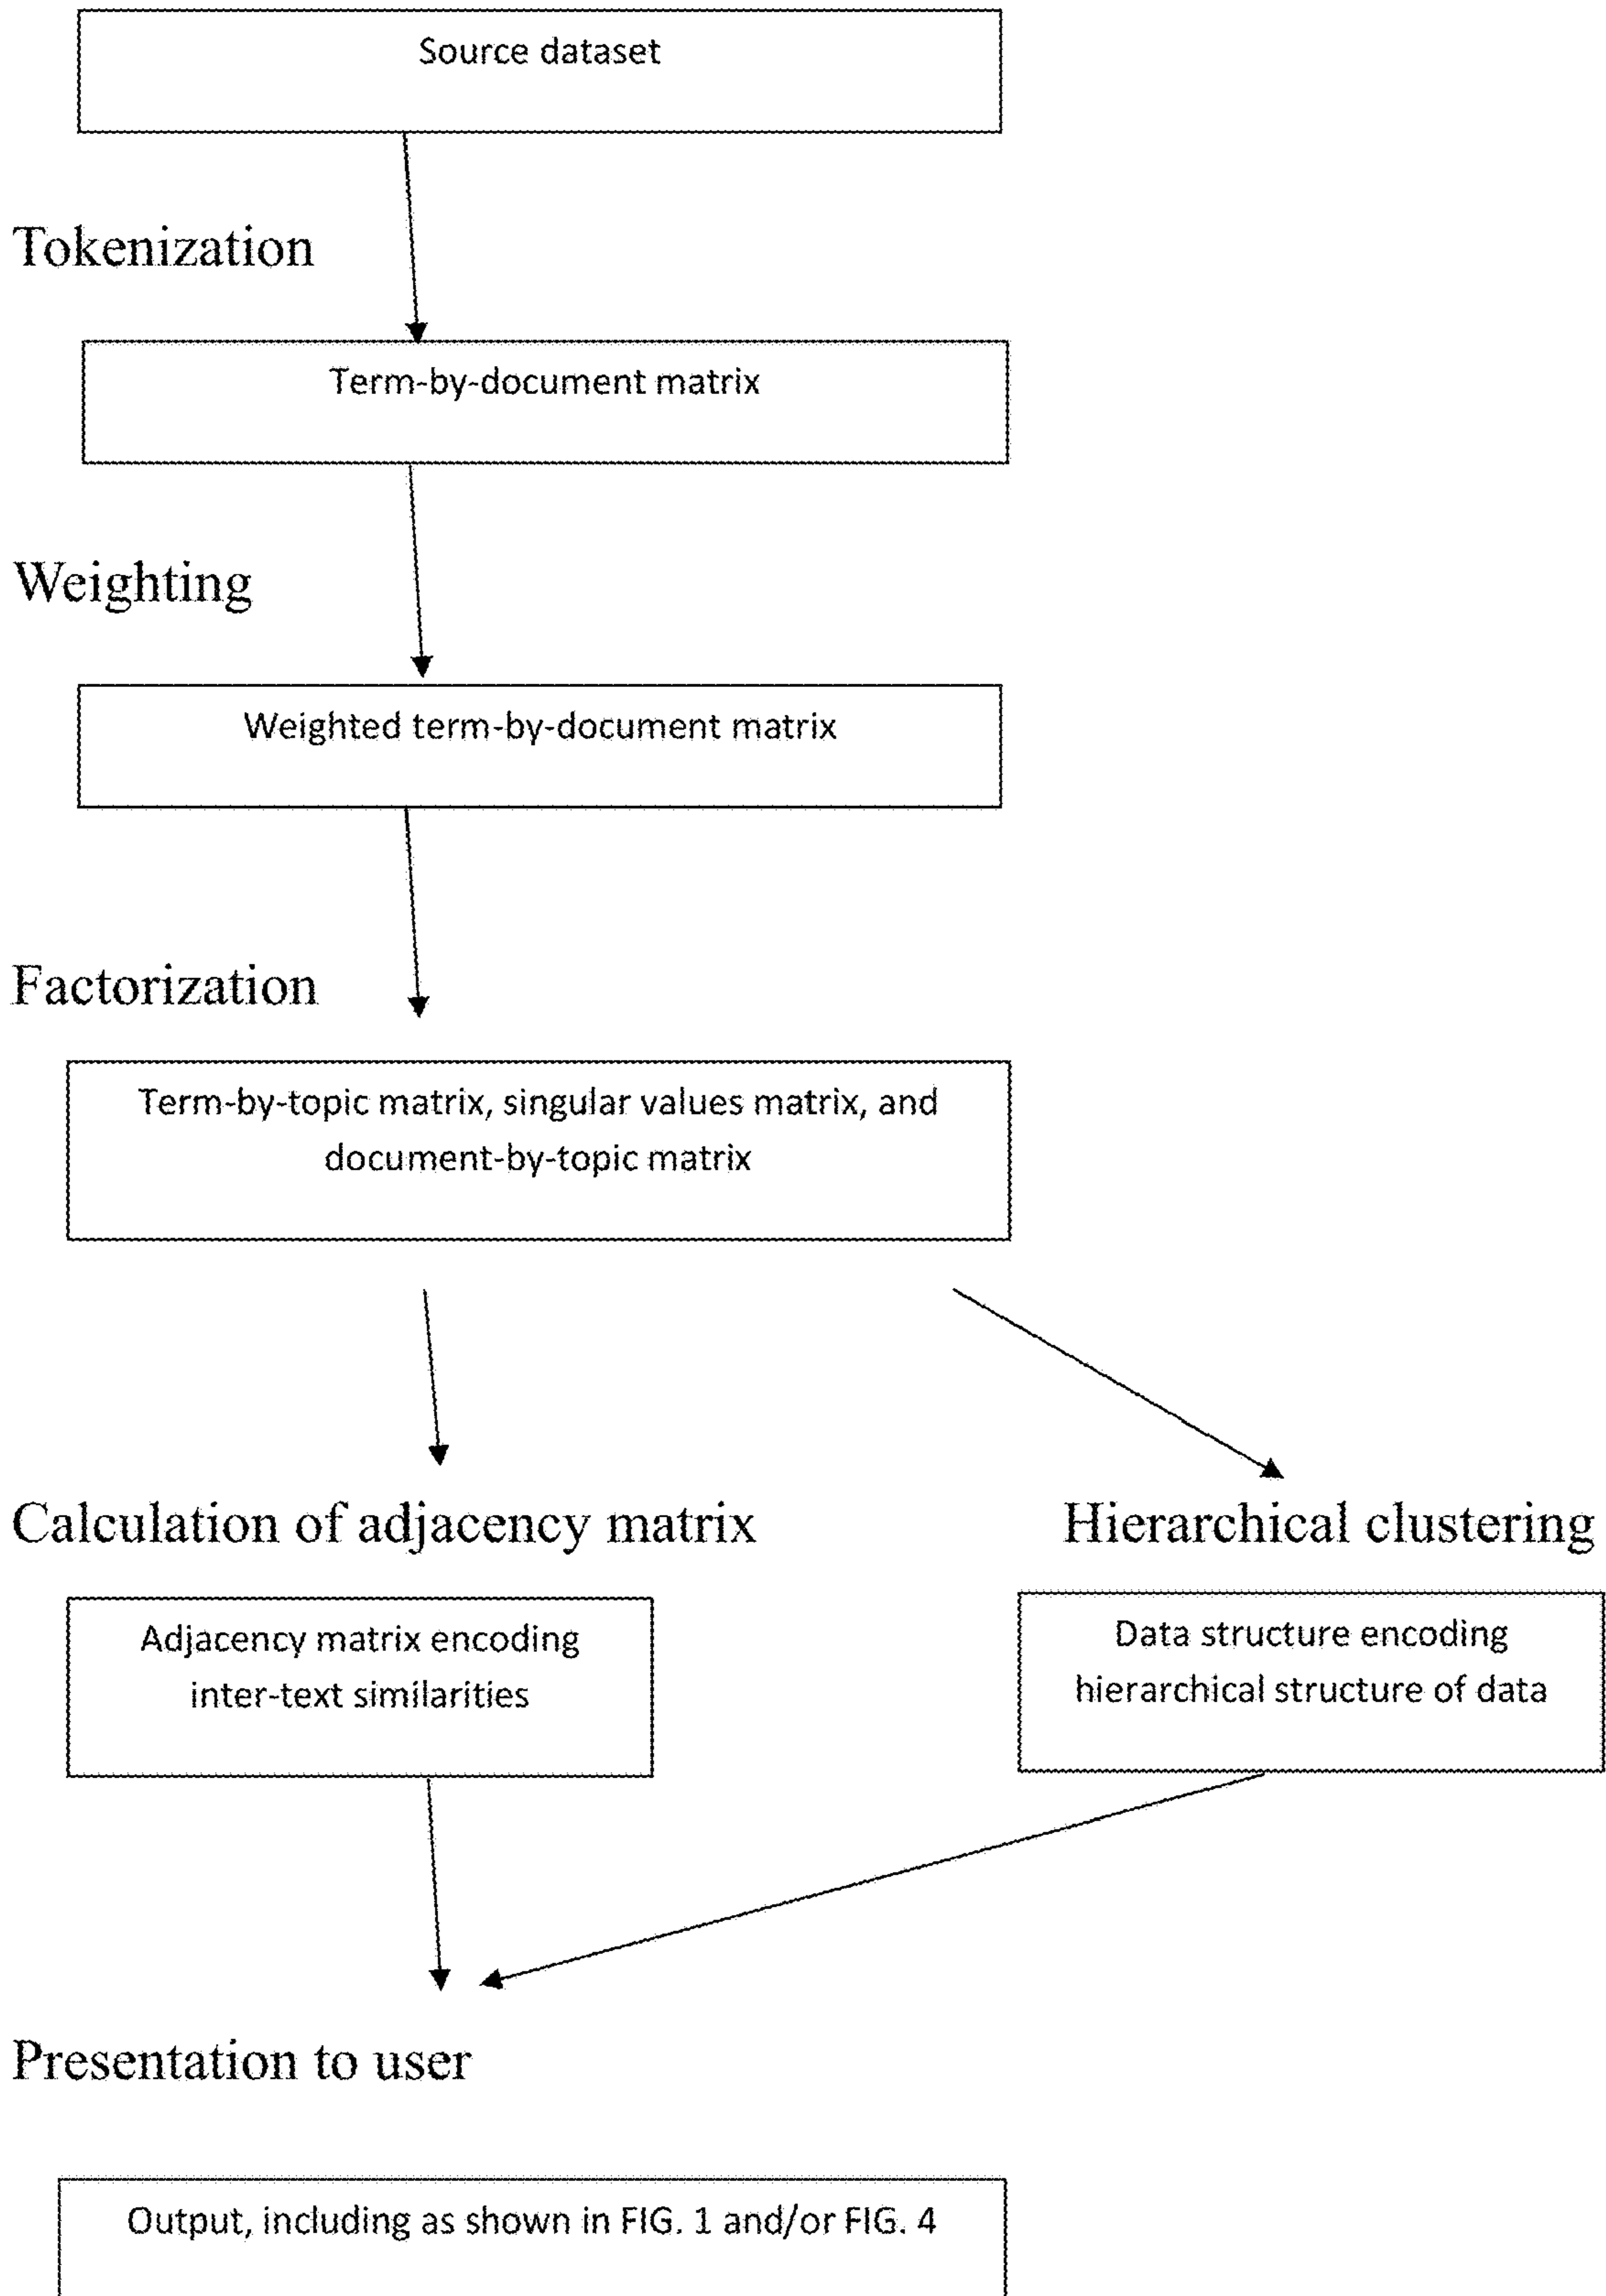 Source dataset
Tokenization
Term-by-document matrix
Weighting
Weighted term-by-document matrix
Factorization
Term-by-topic matrix, singular values matrix, and
document-by-topic matrix
Calculation of adjacency matrix
Hierarchical clustering
Adjacency matrix encoding
inter-text similarities
Data structure encoding
hierarchical structure of data
Presentation to user
Output, including as shown in FIG. 1 and/or FIG. 4